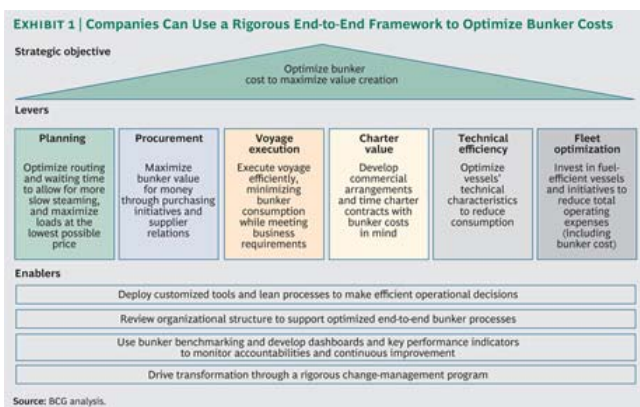 EXHIBIT 1 | Companies Can Use a Rigorous End-to-End Framework to Optimize Bunker Costs
Strategic objective
Optimize bunker
cost to maximize value creation
Levers
Planning
Optimize routing
and waiting time
to allow for more
slow steaming,
and maximize
loads at the
lowest possible
price
Procurement
Maximize
bunker value
for money
through purchasing
initiatives and
supplier
relations
Voyage
execution
Execute voyage
efficiently,
minimizing
bunker
consumption
while meeting
business
requirements
Charter
value
Develop
commercial
arrangements
and time charter
contracts with
bunker costs
in mind
Technical
efficiency
Optimize
vessels'
technical
characteristics
to reduce
consumption
Fleet
optimization
Invest in fuel-
efficient vessels
and initiatives to
reduce total
operating
expenses
(including
bunker cost)
Enablers
Deploy customized tools and lean processes to make efficient operational decisions
Review organizational structure to support optimized end-to-end bunker processes
Use bunker benchmarking and develop dashboards and key performance indicators
to monitor accountabilities and continuous improvement
Drive transformation through a rigorous change-management program
Source: BCG analysis.